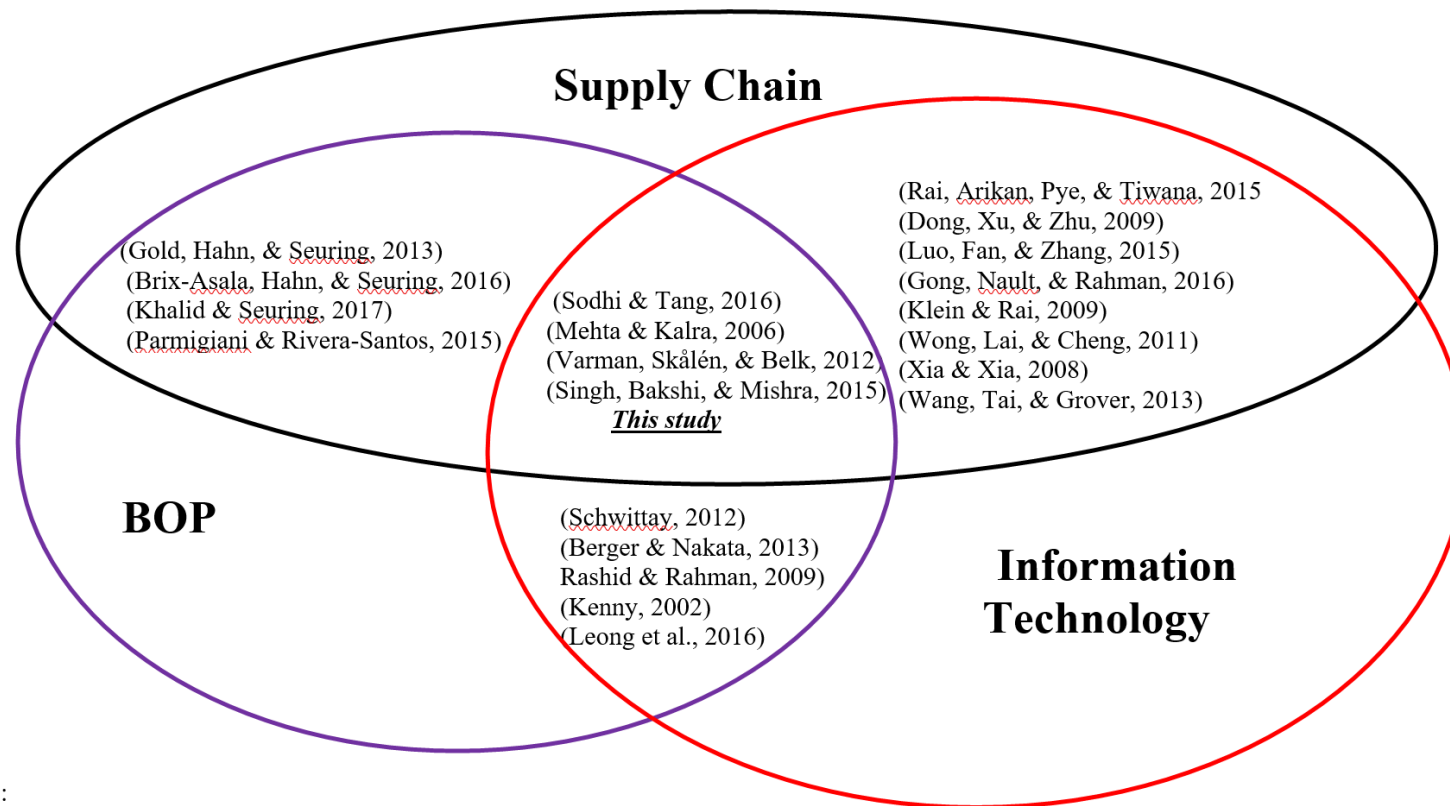 Supply Chain
(Gold, Hahn, & Seuring, 2013)
(Brix-Asala, Hahn, & Seuring, 2016)
(Khalid & Seuring, 2017)
(Parmigiani & Rivera-Santos, 2015)
(Sodhi & Tang, 2016)
(Mehta & Kalra, 2006)
(Varman, Skålén, & Belk, 2012)
(Singh, Bakshi, & Mishra, 2015)
This study
(Rai, Arikan, Pye, & Tiwana, 2015
(Dong, Xu, & Zhu, 2009)
(Luo, Fan, & Zhang, 2015)
(Gong, Nault, & Rahman, 2016)
(Klein & Rai, 2009)
(Wong, Lai, & Cheng, 2011)
(Xia & Xia, 2008)
(Wang, Tai, & Grover, 2013)
BOP
(Schwittay, 2012)
(Berger & Nakata, 2013)
Rashid & Rahman, 2009)
(Kenny, 2002)
(Leong et al., 2016)
Information
Technology
: